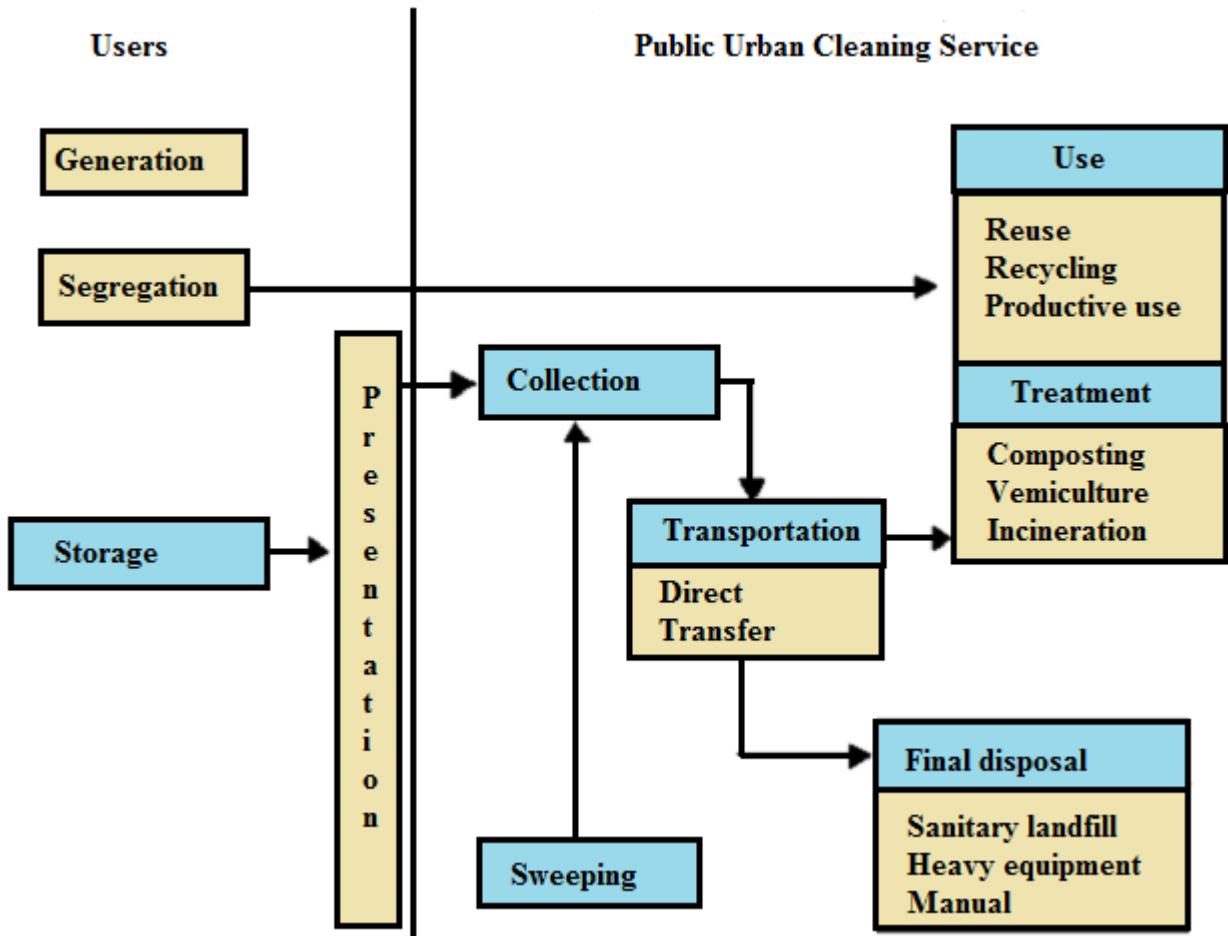 Users
Public Urban Cleaning Service
Generation
Segregation
Storage
Presentation
Collection
Sweeping
Transportation
Direct
Transfer
Use
Reuse
Recycling
Productive use
Treatment
Composting
Vemiculture
Incineration
Final disposal
Sanitary landfill
Heavy equipment
Manual